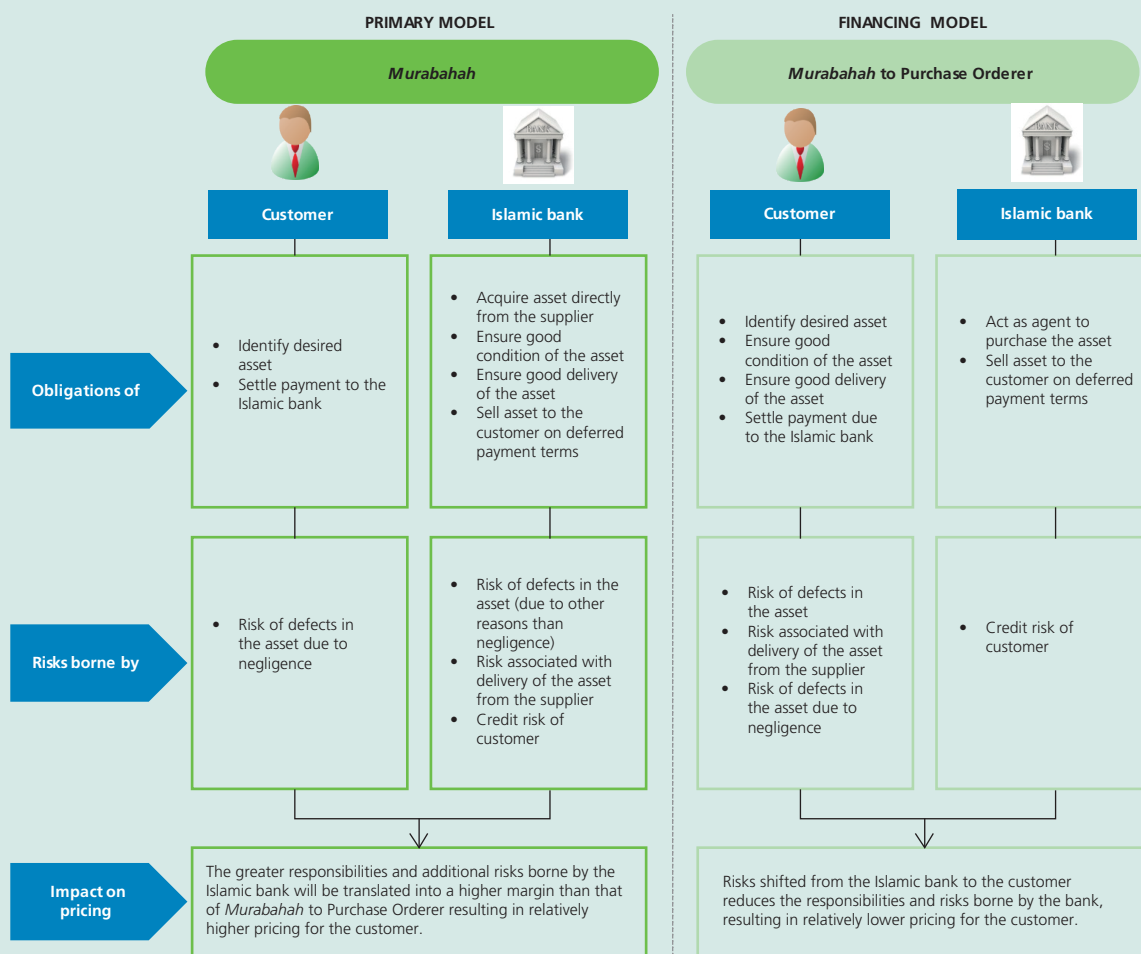 PRIMARY MODEL
Murabahah
Customer
Islamic bank
Obligations of
• Identify desired
asset
• Settle payment to the
Islamic bank
• Acquire asset directly
from the supplier
• Ensure good
condition of the asset
• Ensure good delivery
of the asset
• Sell asset to the
customer on deferred
payment terms
Risks borne by
• Risk of defects in
the asset due to
negligence
• Risk of defects in the
asset (due to other
reasons than
negligence)
• Risk associated with
delivery of the asset
from the supplier
• Credit risk of
customer
Impact on
pricing
The greater responsibilities and additional risks borne by the
Islamic bank will be translated into a higher margin than that
of Murabahah to Purchase Orderer resulting in relatively
higher pricing for the customer.
FINANCING MODEL
Murabahah to Purchase Orderer
BANK
Customer
Islamic bank
• Identify desired asset
• Ensure good
condition of the asset
• Ensure good delivery
of the asset
• Settle payment due
to the Islamic bank
• Act as agent to
purchase the asset
• Sell asset to the
customer on deferred
payment terms
• Risk of defects in
the asset
• Risk associated with
delivery of the asset
from the supplier
• Risk of defects in
the asset due to
negligence
• Credit risk of
customer
Risks shifted from the Islamic bank to the customer
reduces the responsibilities and risks borne by the bank,
resulting in relatively lower pricing for the customer.